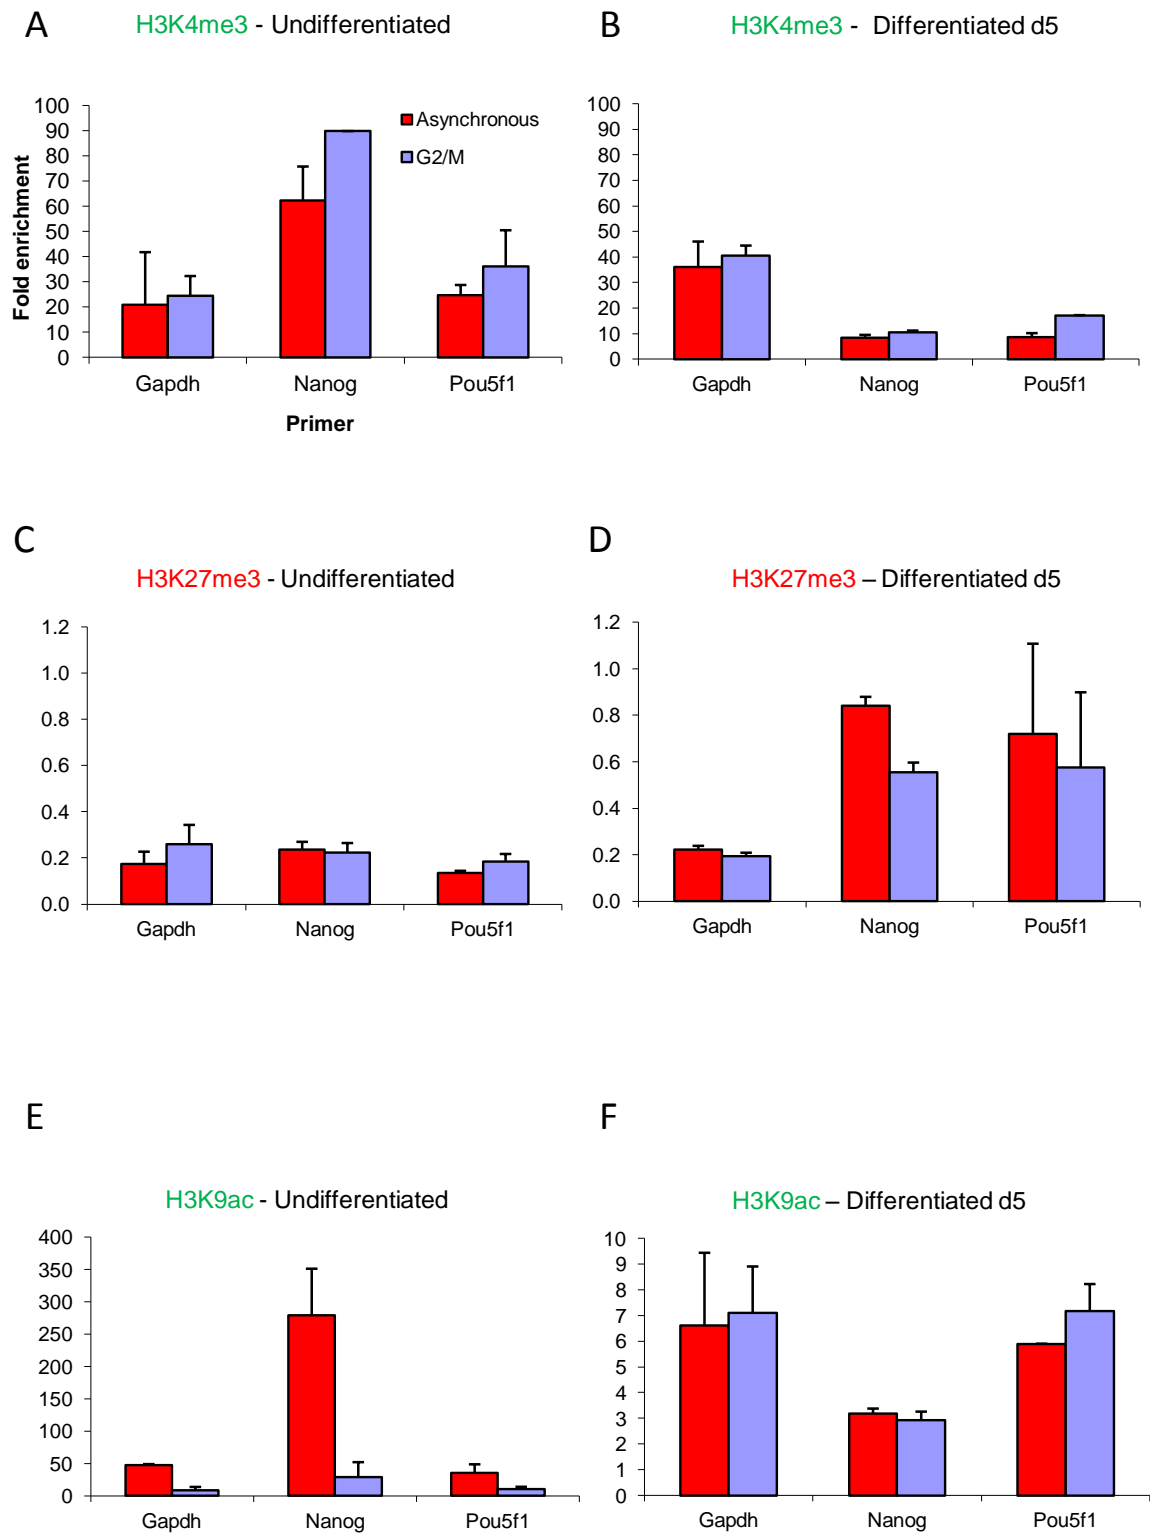 A
H3K4me3 - Undifferentiated
Fold enrichment
100
90
80
70
60
50
40
30
20
10
0
Asynchronous
G2/M
Gapdh Nanog Pou5f1
Primer
B
H3K4me3 - Differentiated d5
100
90
80
70
60
50
40
30
20
10
0
Gapdh Nanog Pou5f1
C
H3K27me3 - Undifferentiated
1.2
1.0
0.8
0.6
0.4
0.2
0.0
Gapdh Nanog Pou5f1
D
H3K27me3 – Differentiated d5
1.2
1.0
0.8
0.6
0.4
0.2
0.0
Gapdh Nanog Pou5f1
E
H3K9ac - Undifferentiated
400
350
300
250
200
150
100
50
0
Gapdh Nanog Pou5f1
F
H3K9ac – Differentiated d5
10
9
8
7
6
5
4
3
2
1
0
Gapdh Nanog Pou5f1